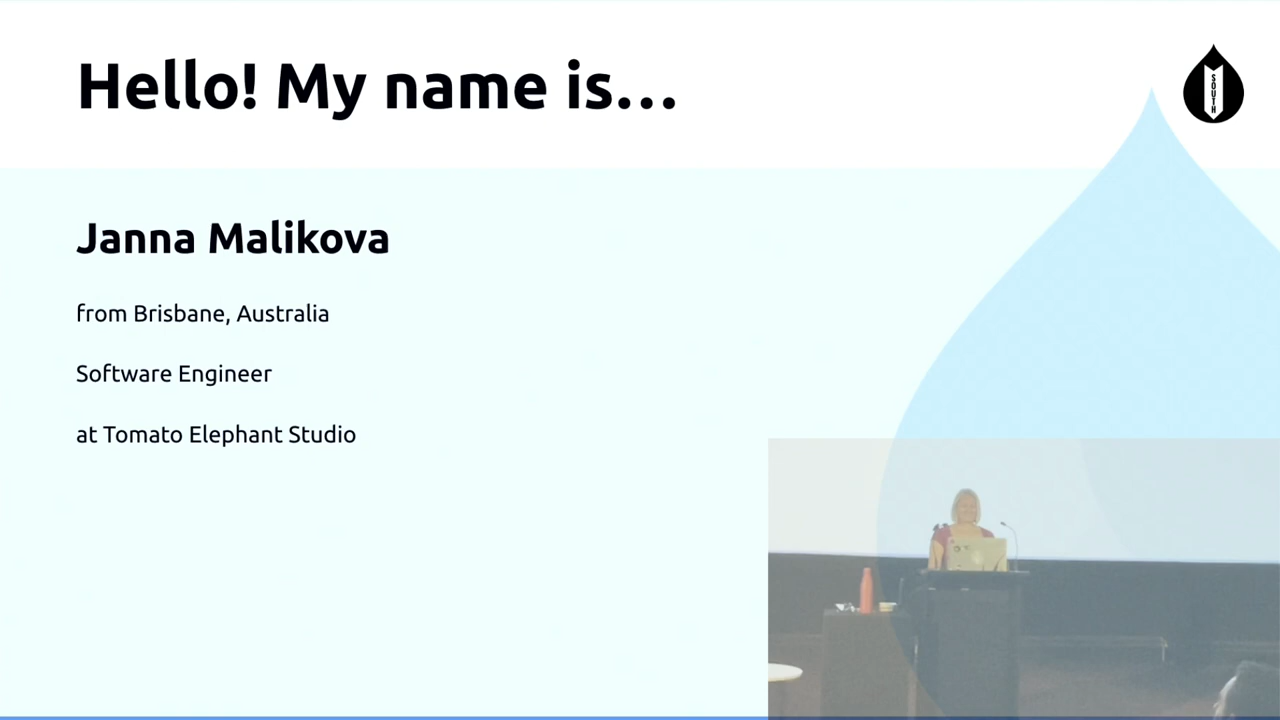 Hello! My name is…
SOUTH
Janna Malikova
from Brisbane, Australia
Software Engineer
at Tomato Elephant Studio